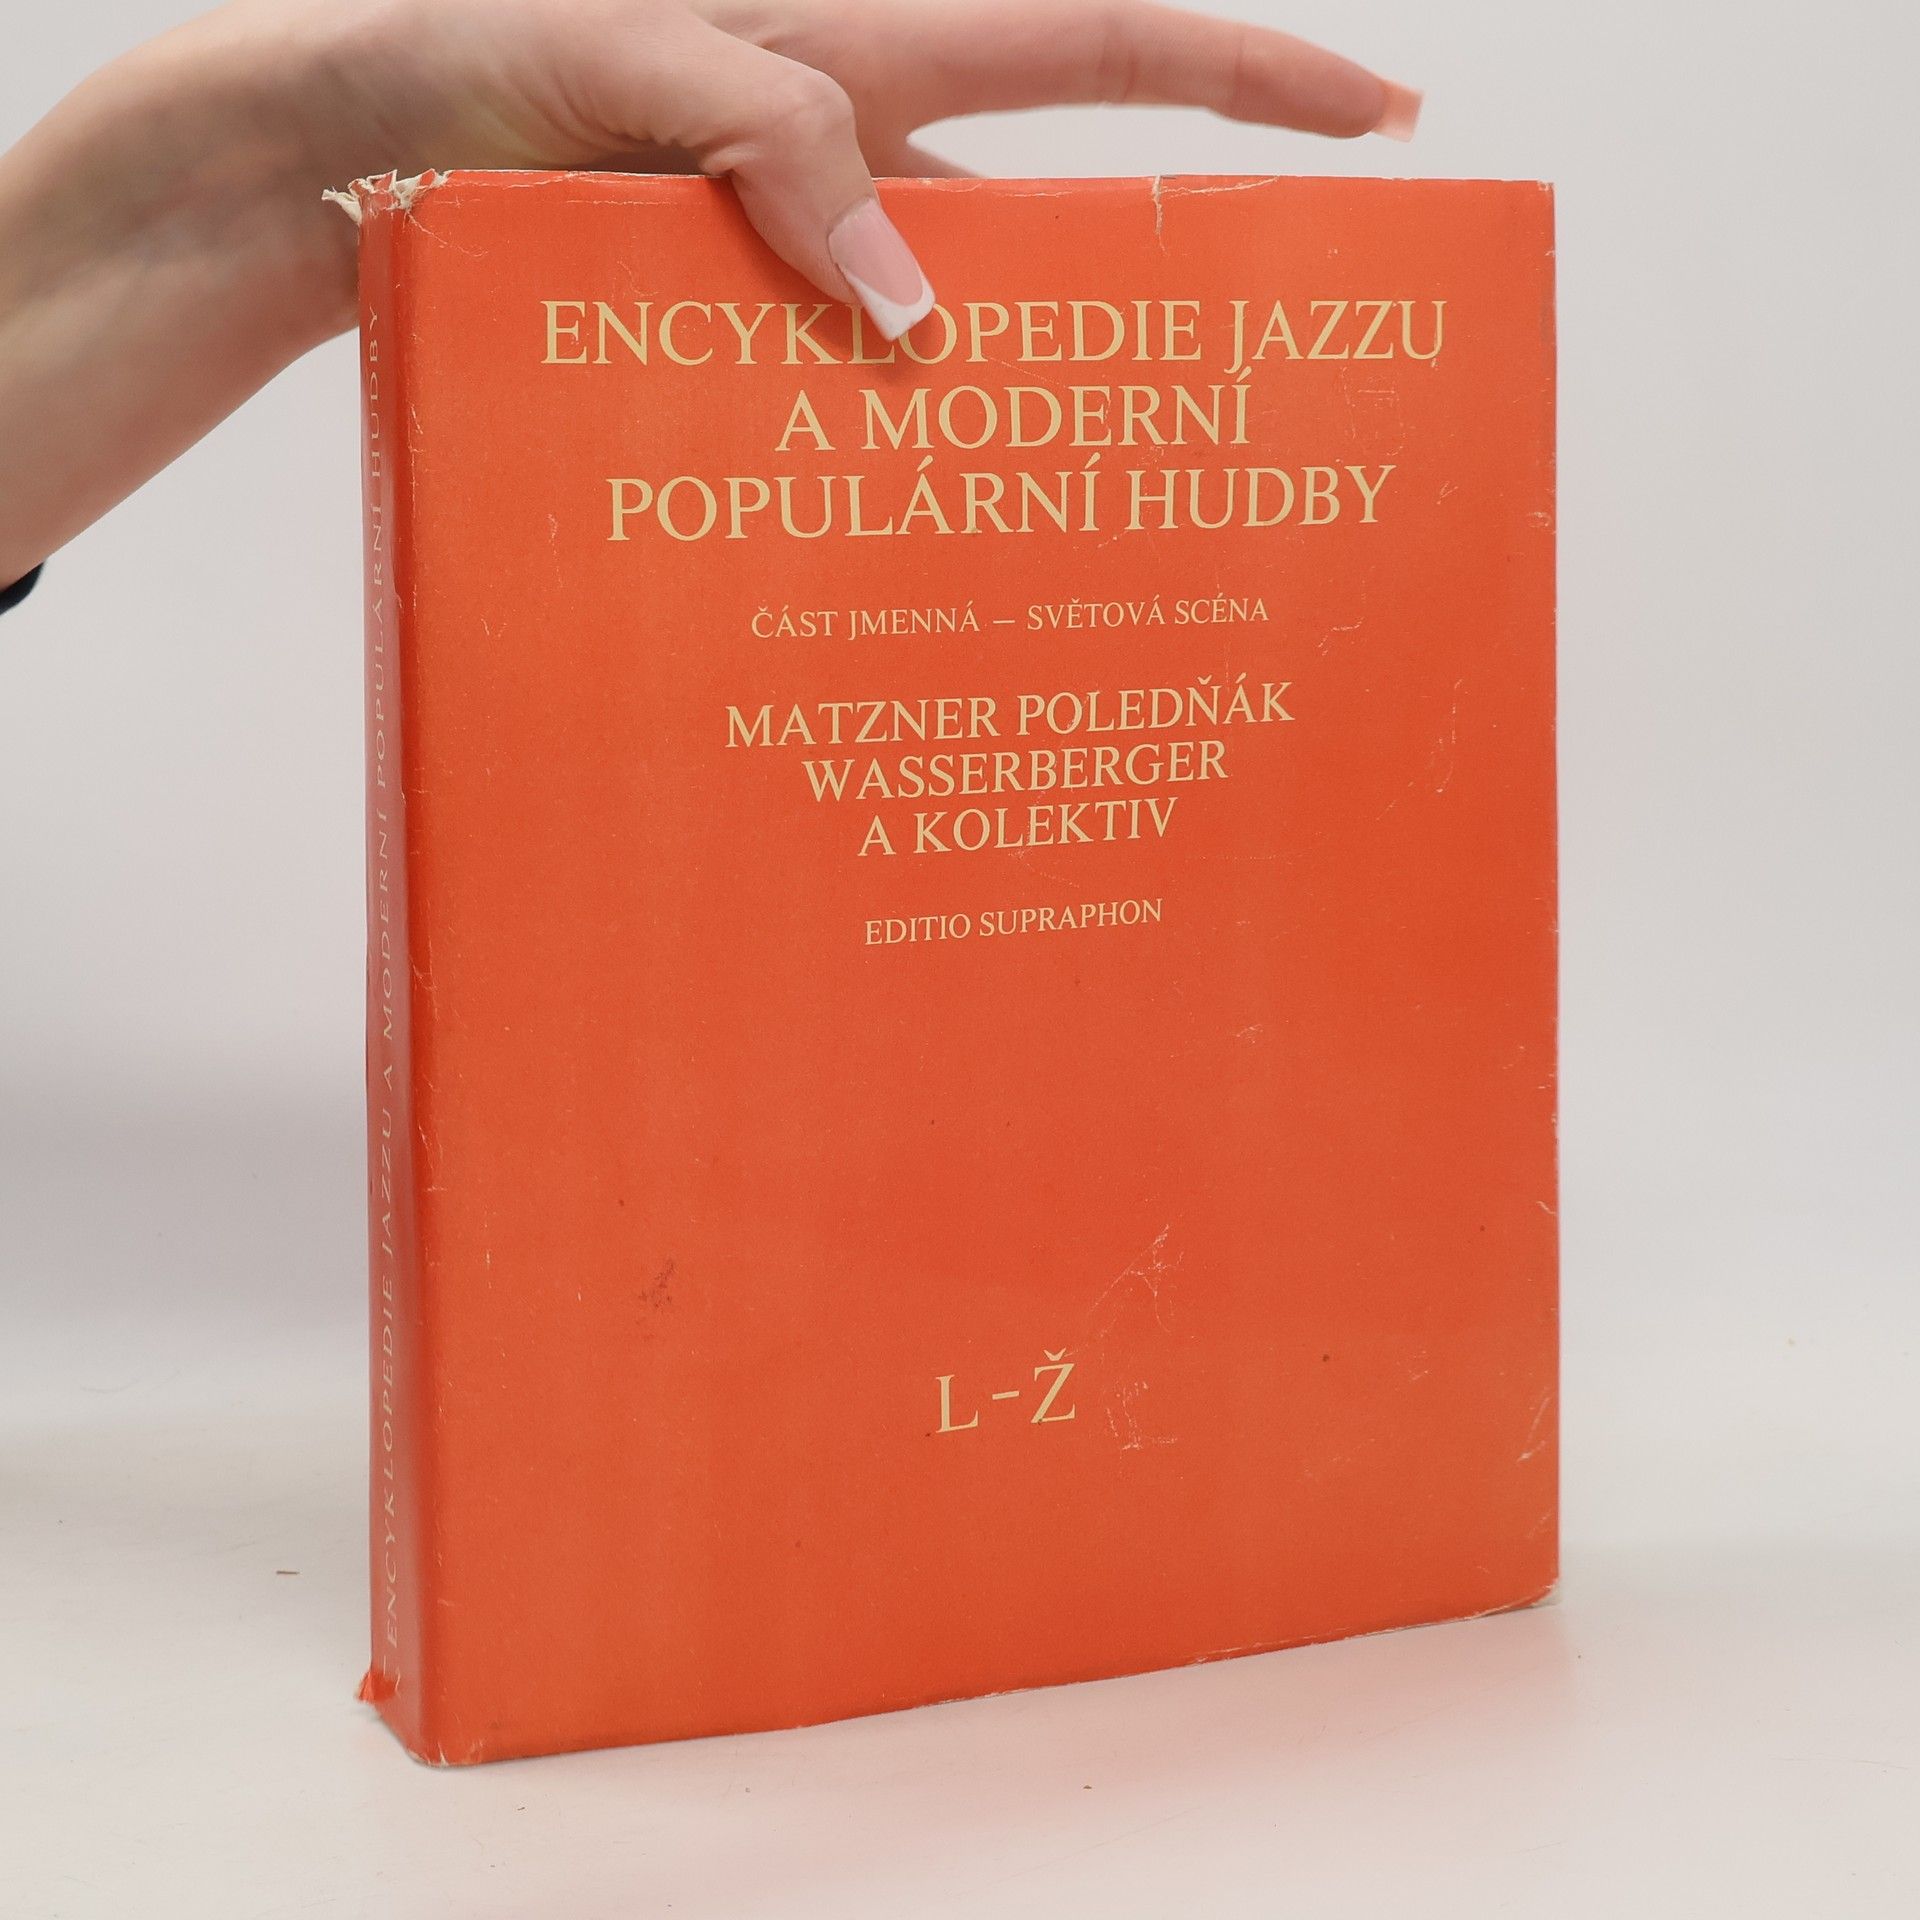 ENCYKLOPEDIE JAZZU
A MODERNÍ
POPULÁRNÍ HUDBY
ČÁST JMENNÁ – SVĚTOVÁ SCÉNA
MATZNER POLEDŇÁK
WASSERBERGER
A KOLEKTIV
EDITIO SUPRAPHON
L – Ž
ENCYKLOPEDIE JAZZU A MODERNÍ POPULÁRNÍ HUDBY